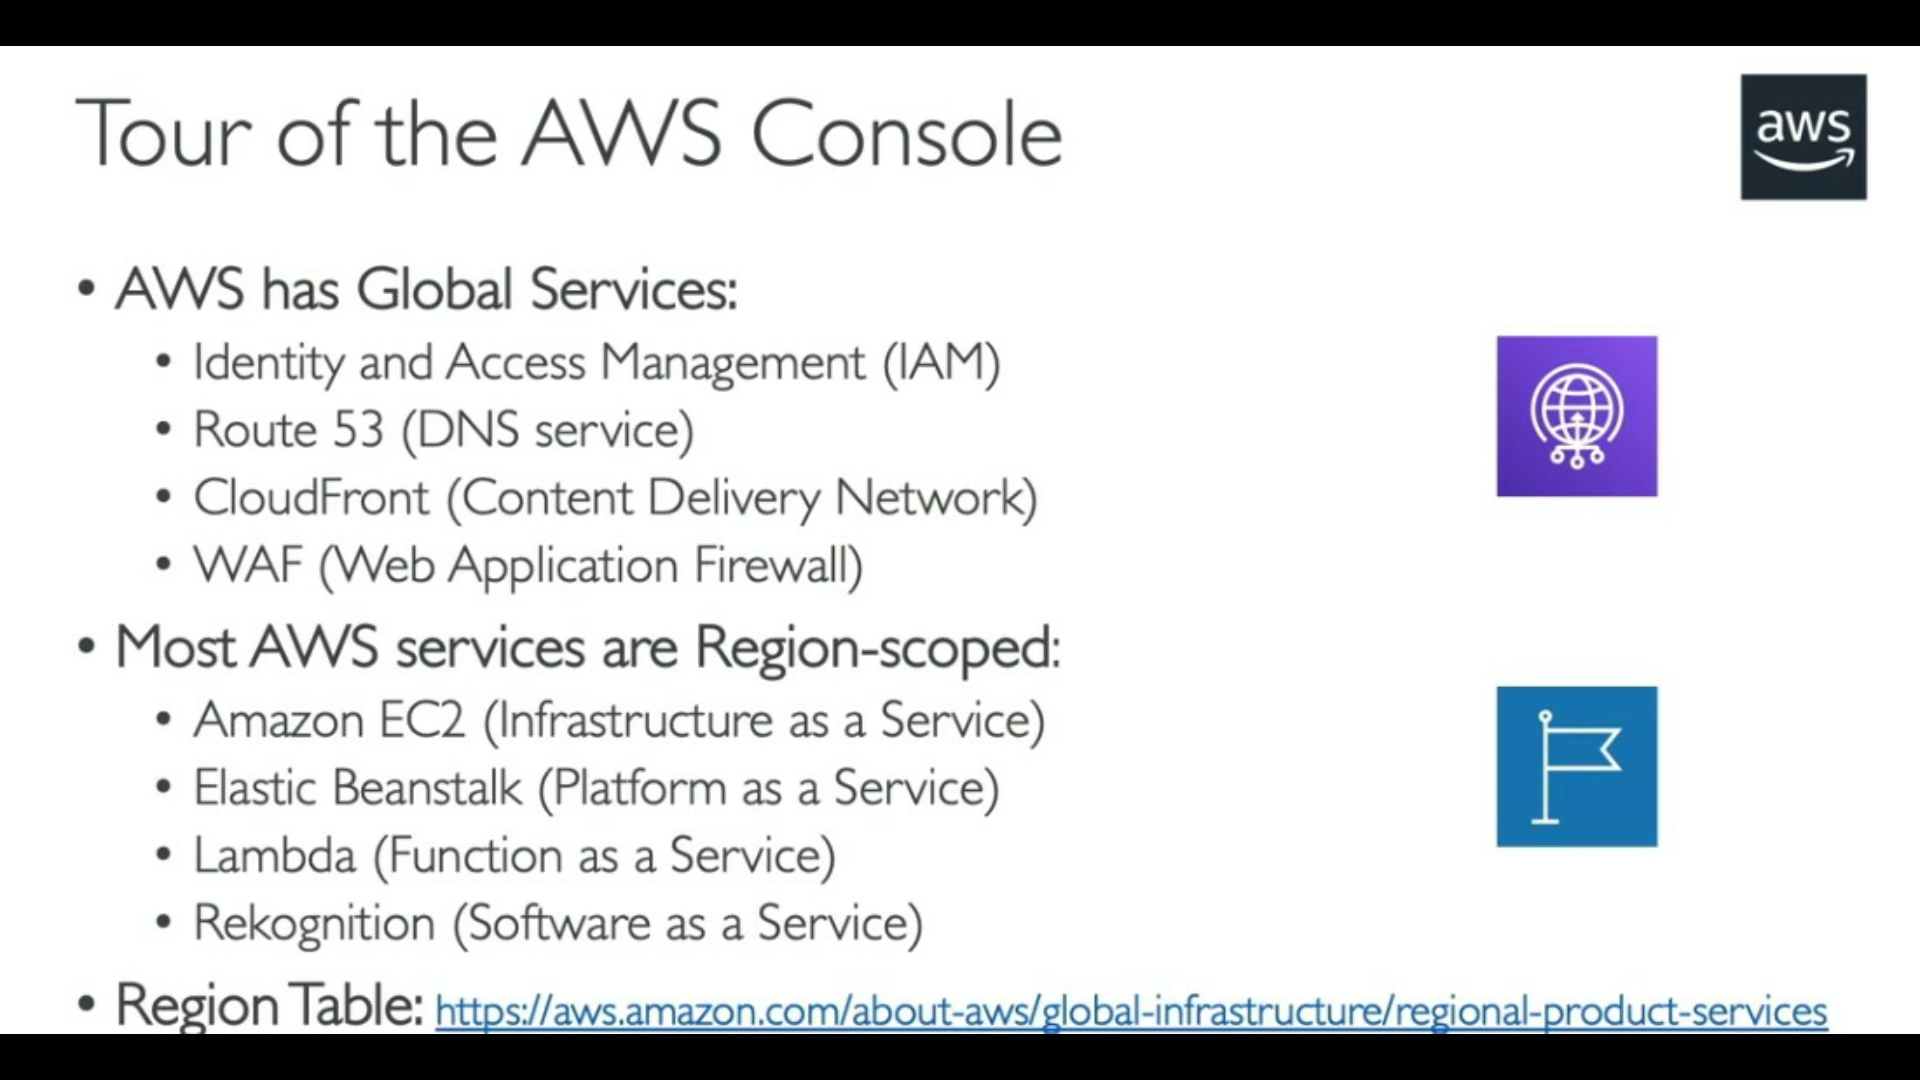 Tour of the AWS Console
aws
• AWS has Global Services:
• Identity and Access Management (IAM)
• Route 53 (DNS service)
• CloudFront (Content Delivery Network)
• WAF (Web Application Firewall)
• Most AWS services are Region-scoped:
• Amazon EC2 (Infrastructure as a Service)
• Elastic Beanstalk (Platform as a Service)
• Lambda (Function as a Service)
• Rekognition (Software as a Service)
• Region Table: https://aws.amazon.com/about-aws/global-infrastructure/regional-product-services